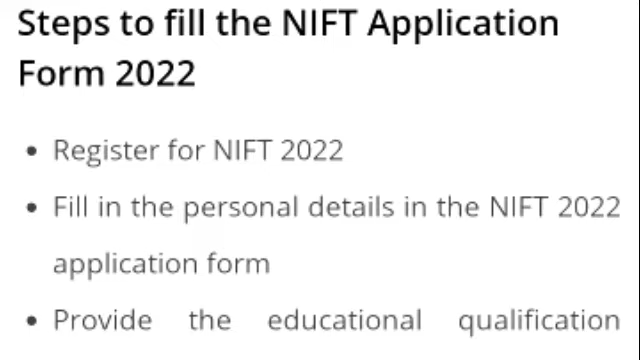 Steps to fill the NIFT Application
Form 2022
• Register for NIFT 2022
• Fill in the personal details in the NIFT 2022
application form
• Provide the educational qualification